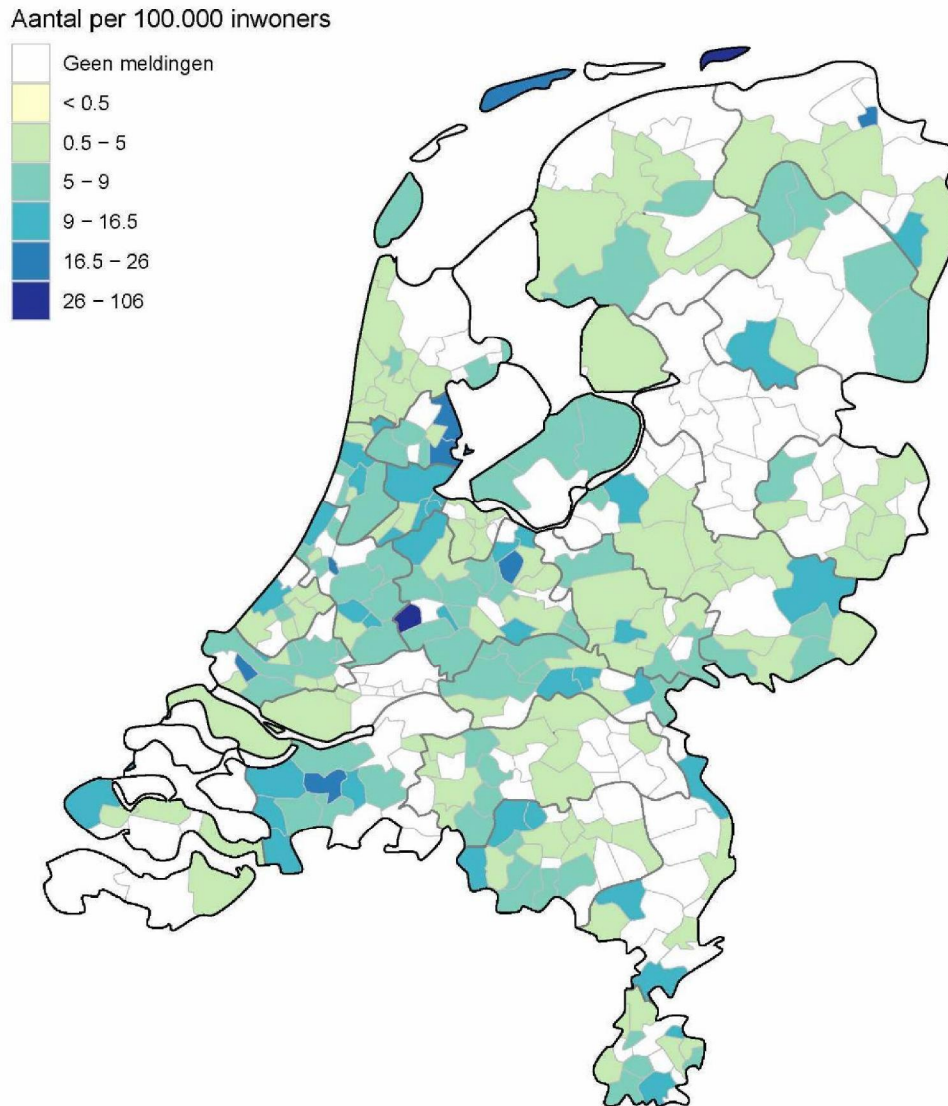 Aantal per 100.000 inwoners
Geen meldingen
< 0.5
0.5 – 5
5 – 9
9 – 16.5
16.5 – 26
26 – 106